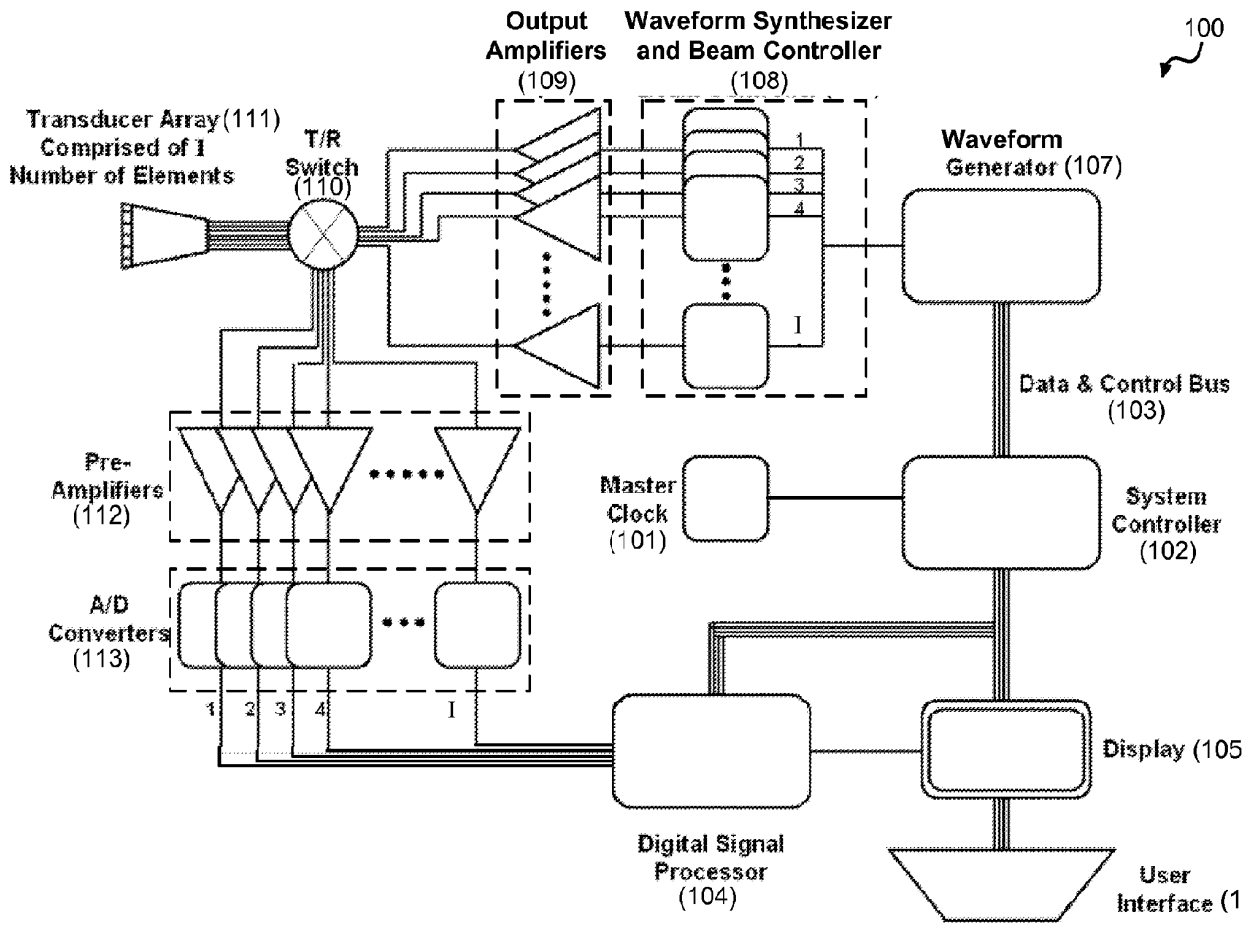 100
Output
Amplifiers
(109)
Waveform Synthesizer
and Beam Controller
(108)
Transducer Array (111)
Comprised of I
Number of Elements
T/R
Switch
(110)
1
2
3
4
I
Waveform
Generator (107)
Data & Control Bus
(103)
Pre-
Amplifiers
(112)
Master
Clock
(101)
System
Controller
(102)
A/D
Converters
(113)
1
2
3
4
I
Display (105
Digital Signal
Processor
(104)
User
Interface (1